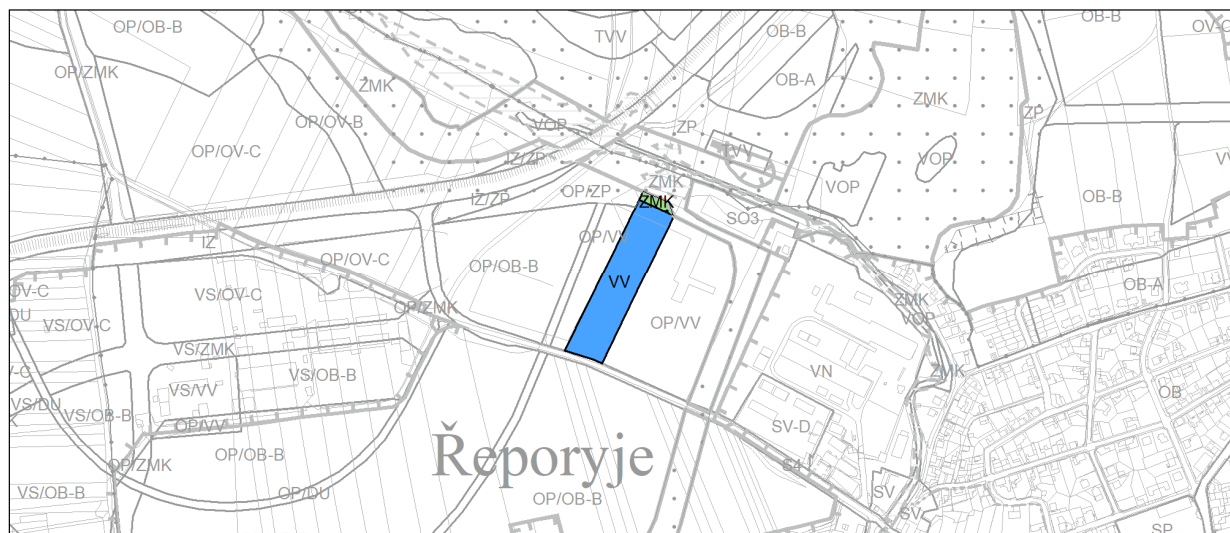 OP/OB-B
TVV
OB-B
OB-B
OV-C
OP/ZMK
ZMK
OB-A
ZMK
OP/OV-B
VOP
ZP
ZP
OP/OV-C
IZ/ZP
TVV
VOP
VOP
ZMK
OB-B
IZ/ZP
OP/ZP
ZMK
SO3
IZ
OP/VV
OP/OV-C
OP/OB-B
OB-A
VV
OV-C
VS/OV-C
ZMK
DU
OP/ZMK
VOP
VS/OV-C
OP/VV
VS/ZMK
VN
ZMK
VS/OB-B
VS/VV
OB
VS/DU
VS/OB-B
SV-D
OP/VV
OP/OB-B
Řeporyje
OP/ZMK
S4
VS/OB-B
OP/DU
OP/OB-B
SV
SV
SP